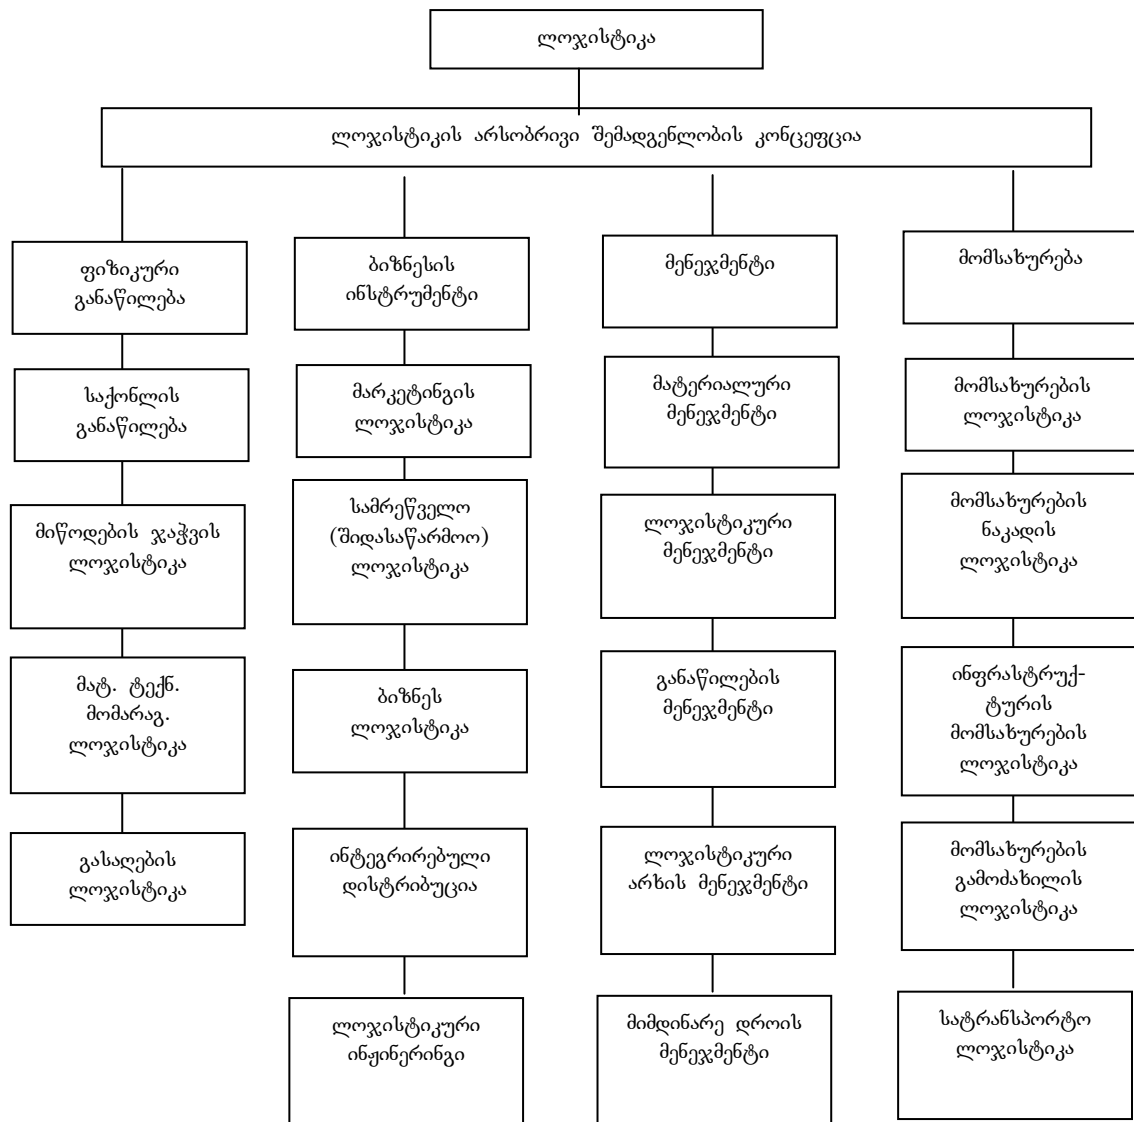 ლოჯისტიკა
ლოჯისტიკის არსობრივი შემადგენლობის კონცეფცია
ფიზიკური
განაწილება
საქონლის
განაწილება
მიწოდების ჯაჭვის
ლოჯისტიკა
მატ. ტექნ.
მომარაგ.
ლოჯისტიკა
გასაღების
ლოჯისტიკა
ბიზნესის
ინსტრუმენტი
მარკეტინგის
ლოჯისტიკა
სამრეწველო
(შიდასაწარმოო)
ლოჯისტიკა
ბიზნეს
ლოჯისტიკა
ინტეგრირებული
დისტრიბუცია
ლოჯისტიკური
ინჟინერინგი
მენეჯმენტი
მატერიალური
მენეჯმენტი
ლოჯისტიკური
მენეჯმენტი
განაწილების
მენეჯმენტი
ლოჯისტიკური
არხის მენეჯმენტი
მიმდინარე დროის
მენეჯმენტი
მომსახურება
მომსახურების
ლოჯისტიკა
მომსახურების
ნაკადის
ლოჯისტიკა
ინფრასტრუქ-
ტურის
მომსახურების
ლოჯისტიკა
მომსახურების
გამოძახილის
ლოჯისტიკა
სატრანსპორტო
ლოჯისტიკა